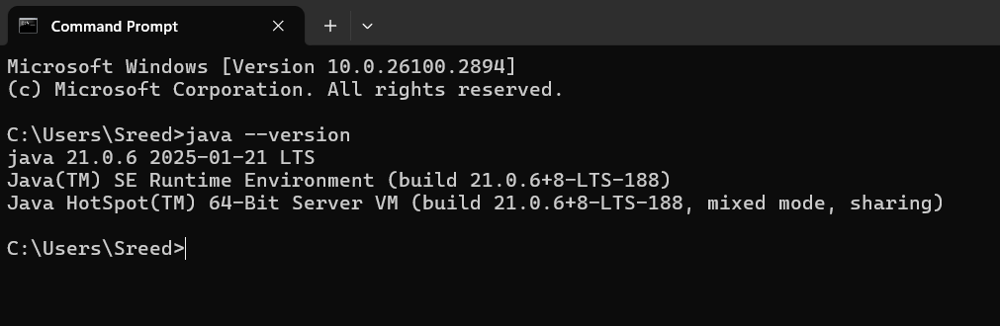 Command Prompt
Microsoft Windows [Version 10.0.26100.2894]
(c) Microsoft Corporation. All rights reserved.
C:\Users\Sreed>java --version
java 21.0.6 2025-01-21 LTS
Java(TM) SE Runtime Environment (build 21.0.6+8-LTS-188)
Java HotSpot(TM) 64-Bit Server VM (build 21.0.6+8-LTS-188, mixed mode, sharing)
C:\Users\Sreed>